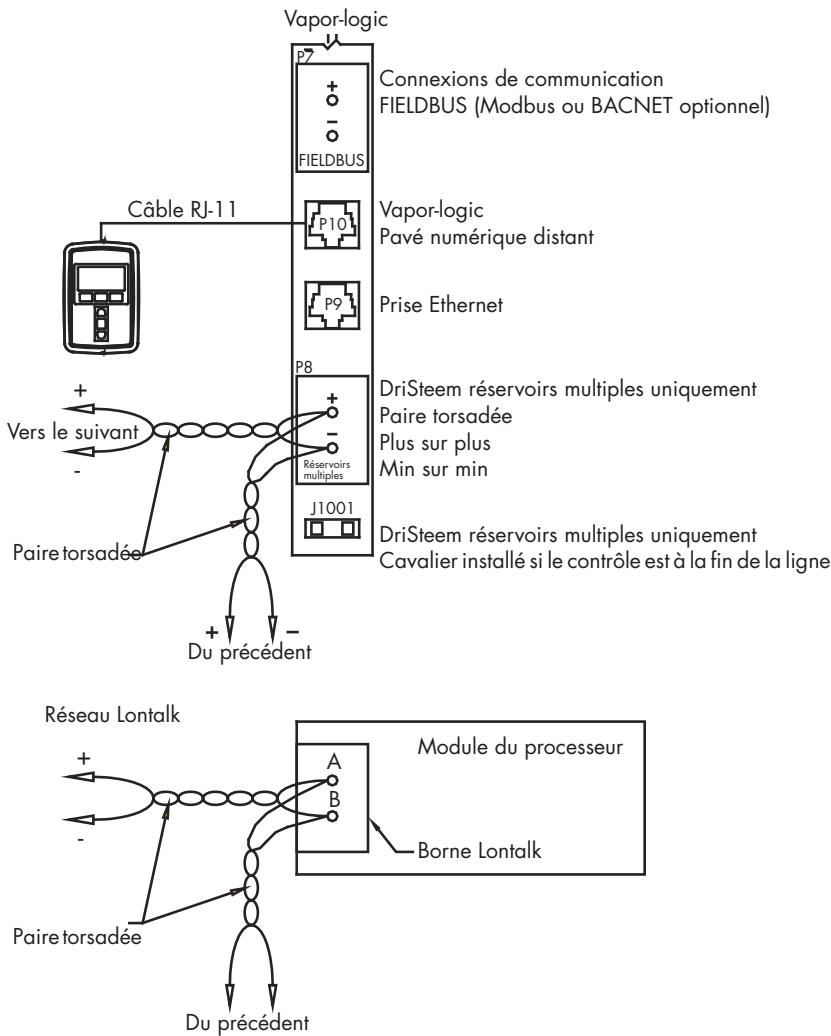 Vapor-logic
P7
+
−
FIELDBUS
Connexions de communication
FIELDBUS (Modbus ou BACNET optionnel)
Câble RJ-11
P10
Vapor-logic
Pavé numérique distant
P9
Prise Ethernet
P8
+
−
Réservoirs
multiples
DriSteem réservoirs multiples uniquement
Paire torsadée
Plus sur plus
Min sur min
+
Vers le suivant
-
J1001
DriSteem réservoirs multiples uniquement
Cavalier installé si le contrôle est à la fin de la ligne
Paire torsadée
+ −
Du précédent
Réseau Lontalk
Module du processeur
+
-
A
B
Borne Lontalk
Paire torsadée
Du précédent